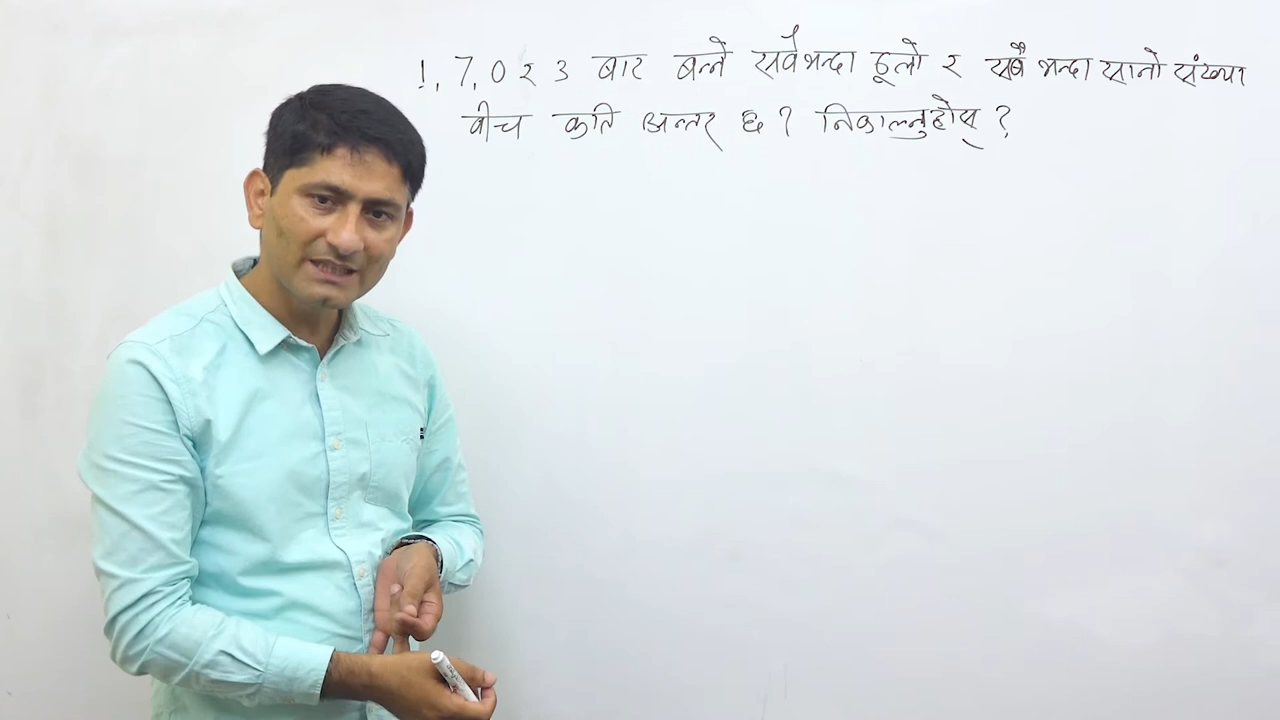 1, 7, 0 र 3 बाट बन्ने सबैभन्दा ठूलो र सबै भन्दा सानो संख्या
बीच कति अन्तर छ ? निकाल्नुहोस् ?